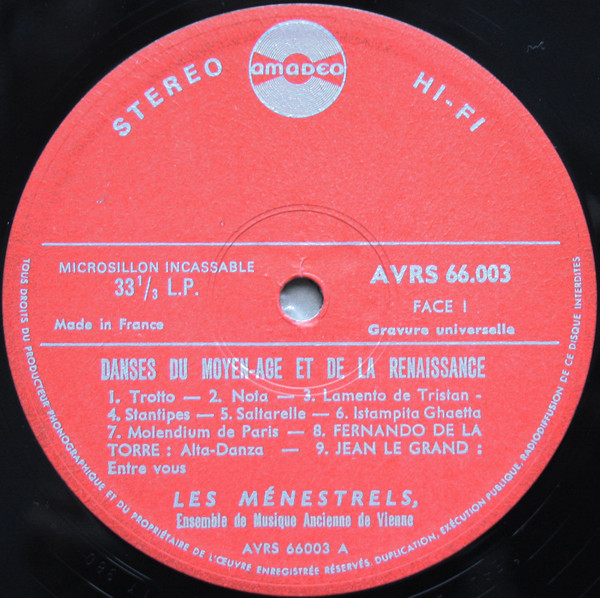 amadeo
STEREO
HI-FI
MICROSILLON INCASSABLE
33 1/3 L.P.
Made in France
AVRS 66.003
FACE I
Gravure universelle
DANSES DU MOYEN-AGE ET DE LA RENAISSANCE
1. Trotto — 2. Nota — 3. Lamento de Tristan -
4. Stantipes — 5. Saltarelle — 6. Istampita Ghaetta
7. Molendium de Paris — 8. FERNANDO DE LA
TORRE : Alta-Danza — 9. JEAN LE GRAND :
Entre vous
LES MÉNESTRELS,
Ensemble de Musique Ancienne de Vienne
AVRS 66003 A
TOUS DROITS DU PRODUCTEUR PHONOGRAPHIQUE ET DU PROPRIÉTAIRE DE L'ŒUVRE ENREGISTRÉE RÉSERVÉS. DUPLICATION, EXÉCUTION PUBLIQUE, RADIODIFFUSION DE CE DISQUE INTERDITES